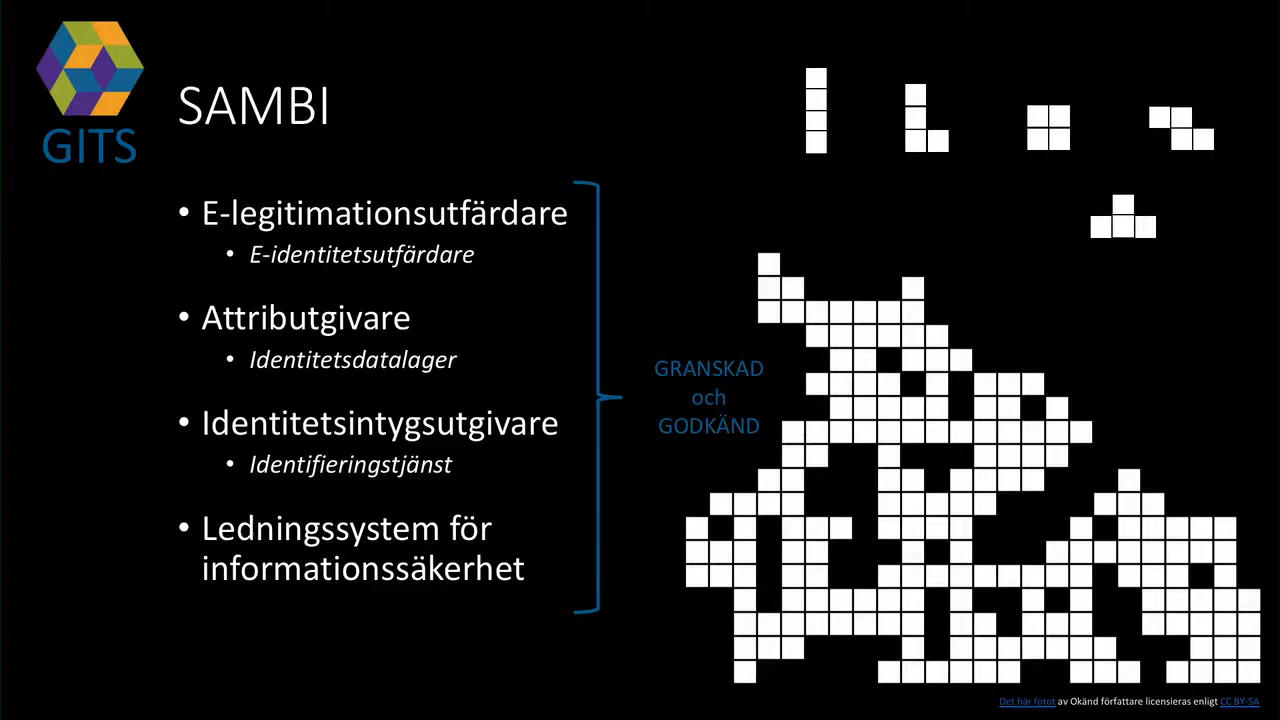 GITS
SAMBI
• E-legitimationsutfärdare
• E-identitetsutfärdare
• Attributgivare
• Identitetsdatalager
• Identitetsintygsutgivare
• Identifieringstjänst
• Ledningssystem för
informationssäkerhet
GRANSKAD
och
GODKÄND
Det här fotot av Okänd författare licensieras enligt CC BY-SA